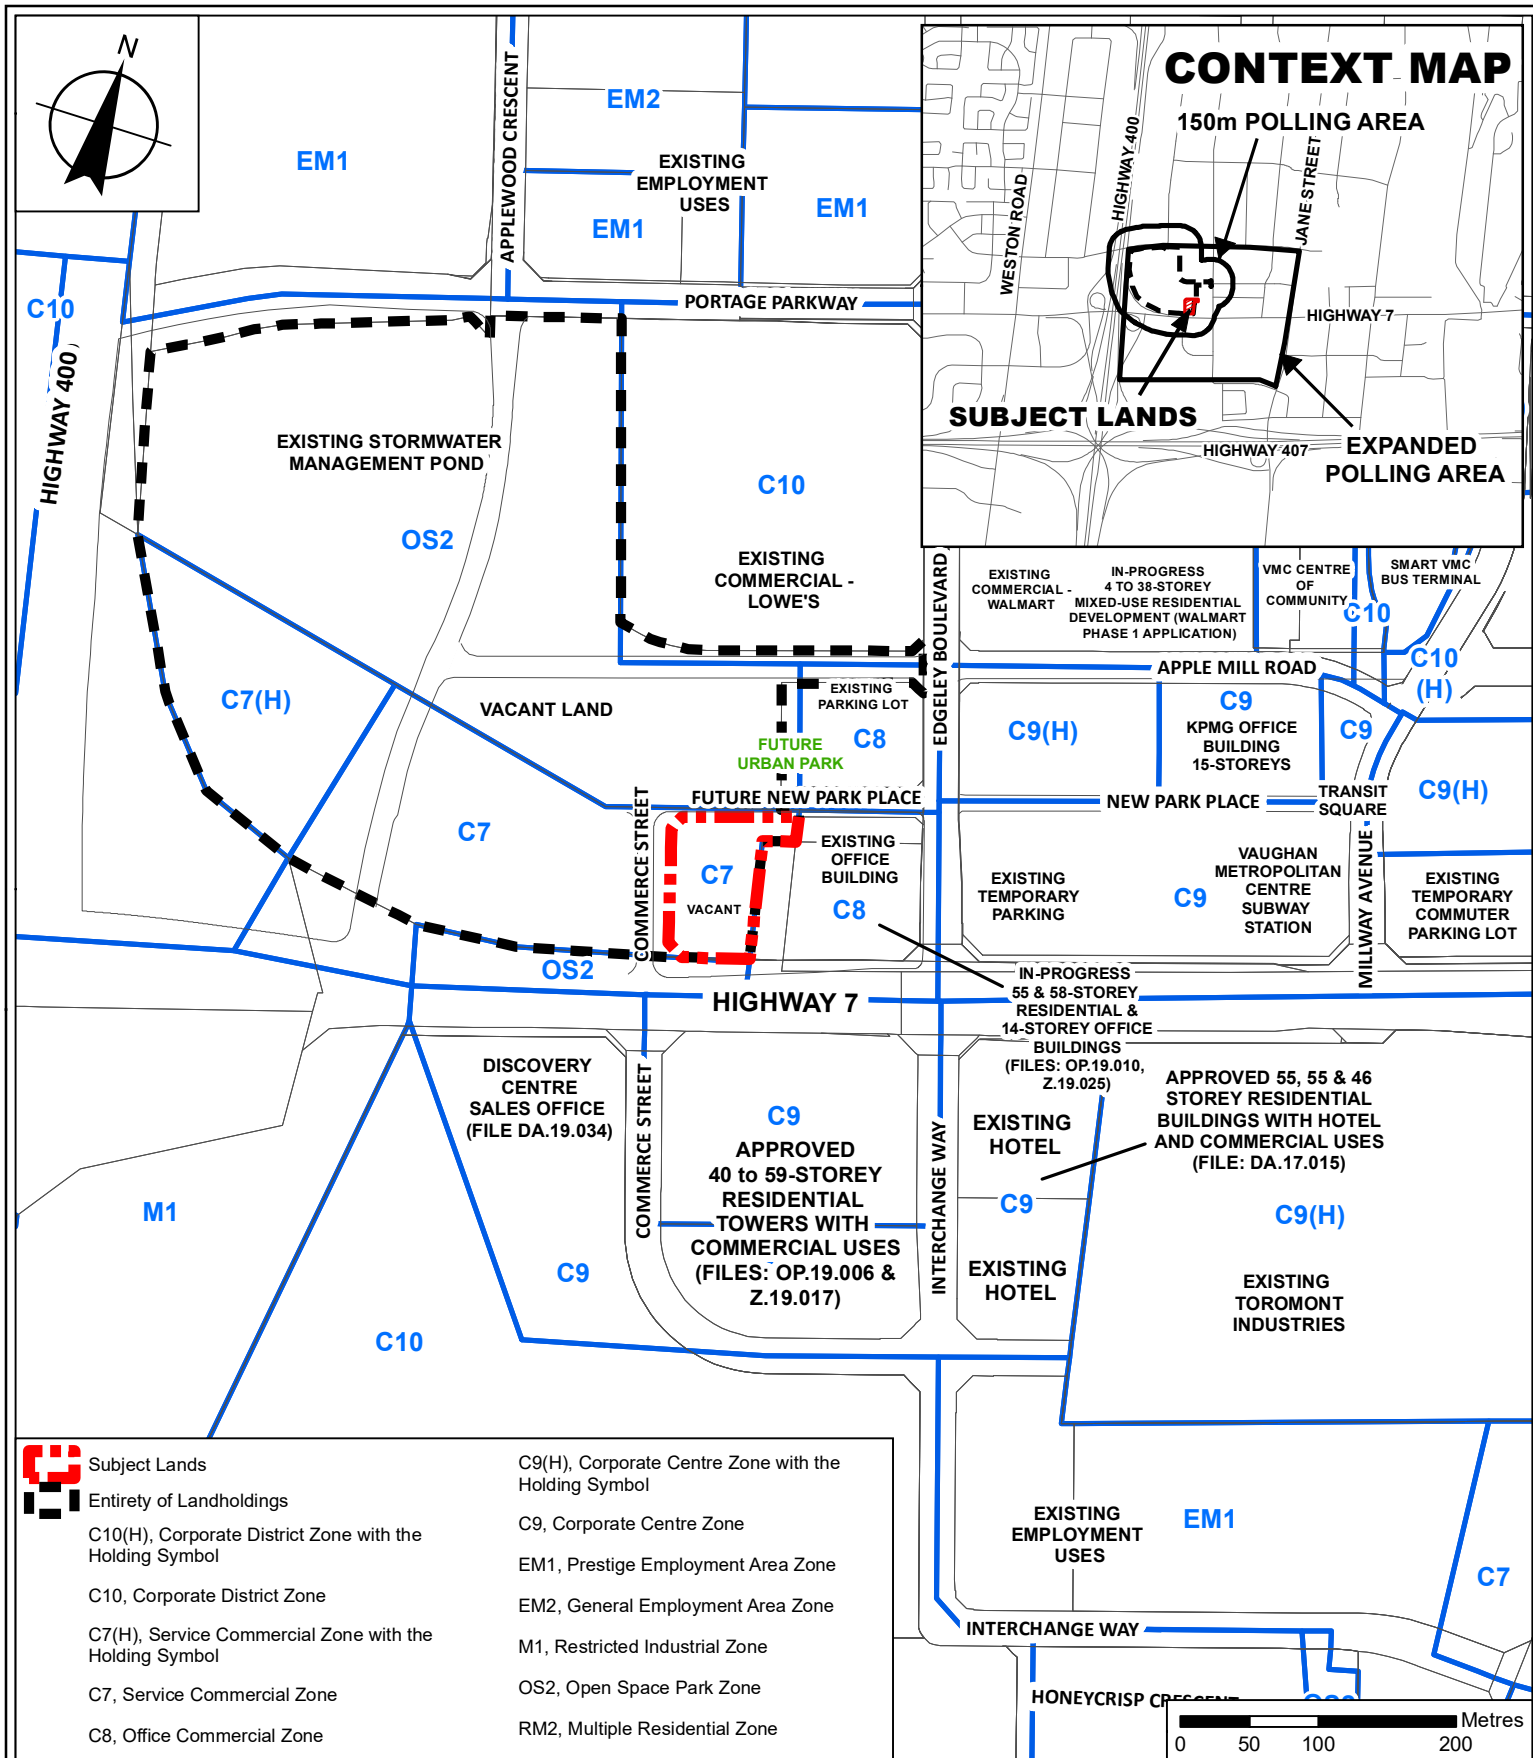 N
CONTEXT MAP
150m POLLING AREA
WESTON ROAD
HIGHWAY 400
JANE STREET
HIGHWAY 7
SUBJECT LANDS
HIGHWAY 407
EXPANDED
POLLING AREA
EM1
APPLEWOOD CRESCENT
EM2
EXISTING
EMPLOYMENT
USES
EM1
EM1
C10
PORTAGE PARKWAY
HIGHWAY 400
EXISTING STORMWATER
MANAGEMENT POND
OS2
C10
EXISTING
COMMERCIAL -
LOWE'S
EDGELEY BOULEVARD
EXISTING
COMMERCIAL -
WALMART
IN-PROGRESS
4 TO 38-STOREY
MIXED-USE RESIDENTIAL
DEVELOPMENT (WALMART
PHASE 1 APPLICATION)
VMC CENTRE
OF
COMMUNITY
SMART VMC
BUS TERMINAL
C10
C10
(H)
APPLE MILL ROAD
C7(H)
VACANT LAND
EXISTING
PARKING LOT
C8
FUTURE
URBAN PARK
C9(H)
C9
KPMG OFFICE
BUILDING
15-STOREYS
C9
C9(H)
FUTURE NEW PARK PLACE
NEW PARK PLACE
TRANSIT
SQUARE
C7
COMMERCE STREET
C7
VACANT
EXISTING
OFFICE
BUILDING
C8
EXISTING
TEMPORARY
PARKING
C9
VAUGHAN
METROPOLITAN
CENTRE
SUBWAY
STATION
MILLWAY AVENUE
EXISTING
TEMPORARY
COMMUTER
PARKING LOT
OS2
HIGHWAY 7
IN-PROGRESS
55 & 58-STOREY
RESIDENTIAL &
14-STOREY OFFICE
BUILDINGS
(FILES: OP.19.010,
Z.19.025)
DISCOVERY
CENTRE
SALES OFFICE
(FILE DA.19.034)
COMMERCE STREET
C9
APPROVED
40 to 59-STOREY
RESIDENTIAL
TOWERS WITH
COMMERCIAL USES
(FILES: OP.19.006 &
Z.19.017)
INTERCHANGE WAY
EXISTING
HOTEL
C9
EXISTING
HOTEL
APPROVED 55, 55 & 46
STOREY RESIDENTIAL
BUILDINGS WITH HOTEL
AND COMMERCIAL USES
(FILE: DA.17.015)
C9(H)
EXISTING
TOROMONT
INDUSTRIES
M1
C9
C10
EXISTING
EMPLOYMENT
USES
EM1
C7
INTERCHANGE WAY
HONEYCRISP CRESCENT
Subject Lands
Entirety of Landholdings
C10(H), Corporate District Zone with the
Holding Symbol
C10, Corporate District Zone
C7(H), Service Commercial Zone with the
Holding Symbol
C7, Service Commercial Zone
C8, Office Commercial Zone
C9(H), Corporate Centre Zone with the
Holding Symbol
C9, Corporate Centre Zone
EM1, Prestige Employment Area Zone
EM2, General Employment Area Zone
M1, Restricted Industrial Zone
OS2, Open Space Park Zone
RM2, Multiple Residential Zone
Metres
0 50 100 200